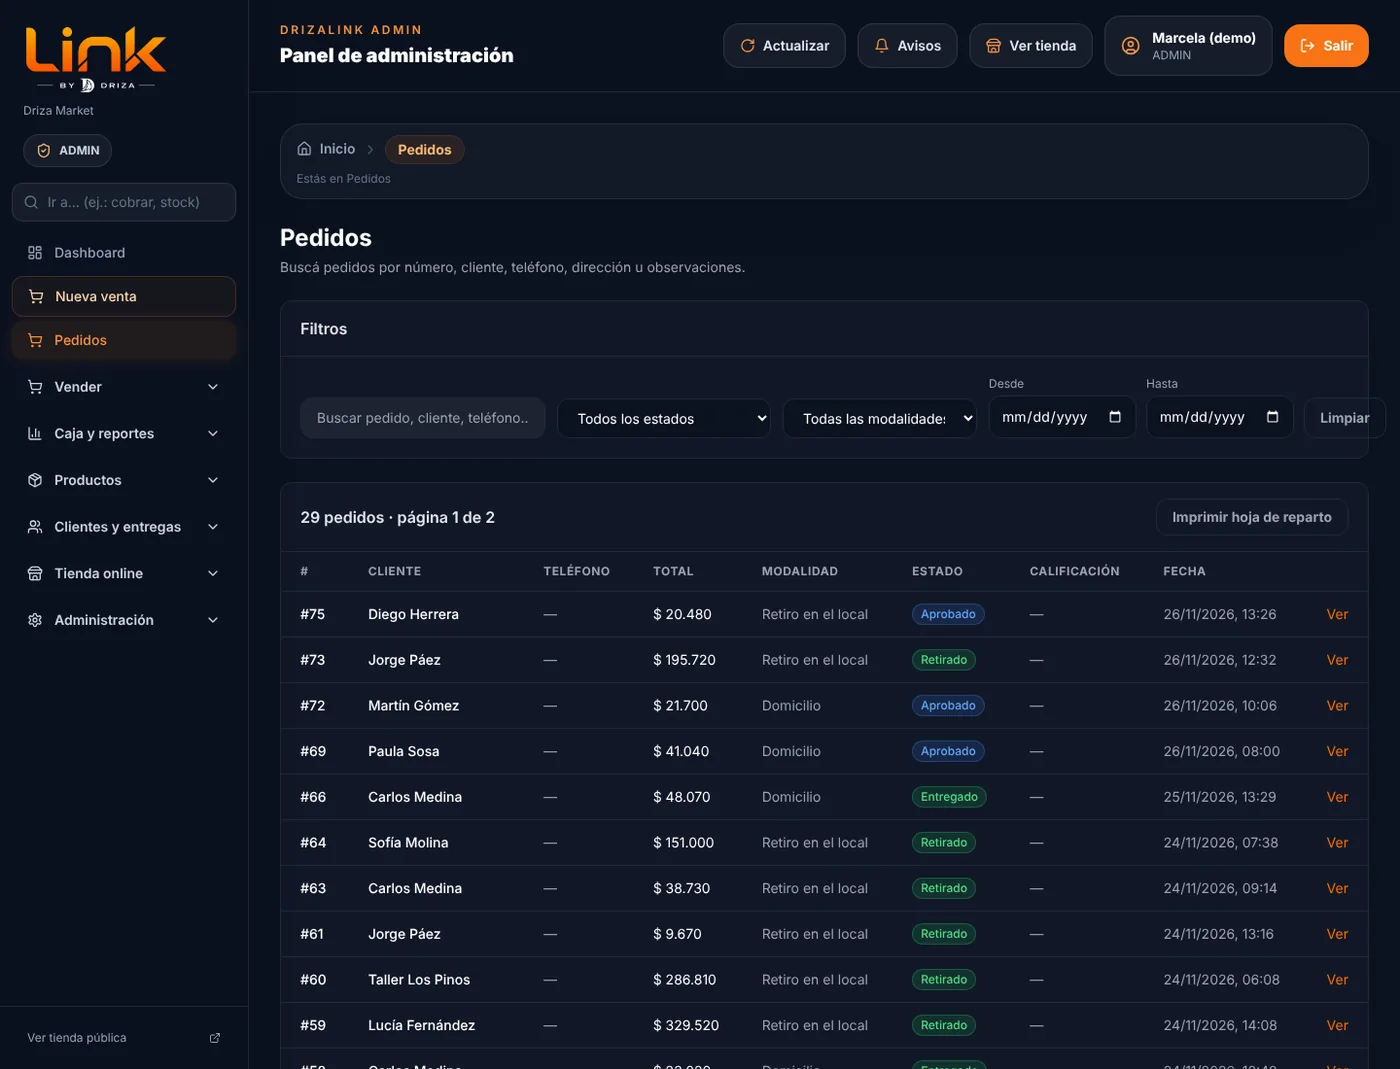 Link
BY D DRIZA
Driza Market
ADMIN
Ir a... (ej.: cobrar, stock)
Dashboard
Nueva venta
Pedidos
Vender
Caja y reportes
Productos
Clientes y entregas
Tienda online
Administración
Ver tienda pública
DRIZALINK ADMIN
Panel de administración
Actualizar
Avisos
Ver tienda
Marcela (demo)
ADMIN
Salir
Inicio > Pedidos
Estás en Pedidos
Pedidos
Buscá pedidos por número, cliente, teléfono, dirección u observaciones.
Filtros
Desde Hasta
Buscar pedido, cliente, teléfono.. Todos los estados Todas las modalidades mm/dd/yyyy mm/dd/yyyy Limpiar
29 pedidos · página 1 de 2 Imprimir hoja de reparto
# CLIENTE TELÉFONO TOTAL MODALIDAD ESTADO CALIFICACIÓN FECHA
#75 Diego Herrera — $ 20.480 Retiro en el local Aprobado — 26/11/2026, 13:26 Ver
#73 Jorge Páez — $ 195.720 Retiro en el local Retirado — 26/11/2026, 12:32 Ver
#72 Martín Gómez — $ 21.700 Domicilio Aprobado — 26/11/2026, 10:06 Ver
#69 Paula Sosa — $ 41.040 Domicilio Aprobado — 26/11/2026, 08:00 Ver
#66 Carlos Medina — $ 48.070 Domicilio Entregado — 25/11/2026, 13:29 Ver
#64 Sofía Molina — $ 151.000 Retiro en el local Retirado — 24/11/2026, 07:38 Ver
#63 Carlos Medina — $ 38.730 Retiro en el local Retirado — 24/11/2026, 09:14 Ver
#61 Jorge Páez — $ 9.670 Retiro en el local Retirado — 24/11/2026, 13:16 Ver
#60 Taller Los Pinos — $ 286.810 Retiro en el local Retirado — 24/11/2026, 06:08 Ver
#59 Lucía Fernández — $ 329.520 Retiro en el local Retirado — 24/11/2026, 14:08 Ver